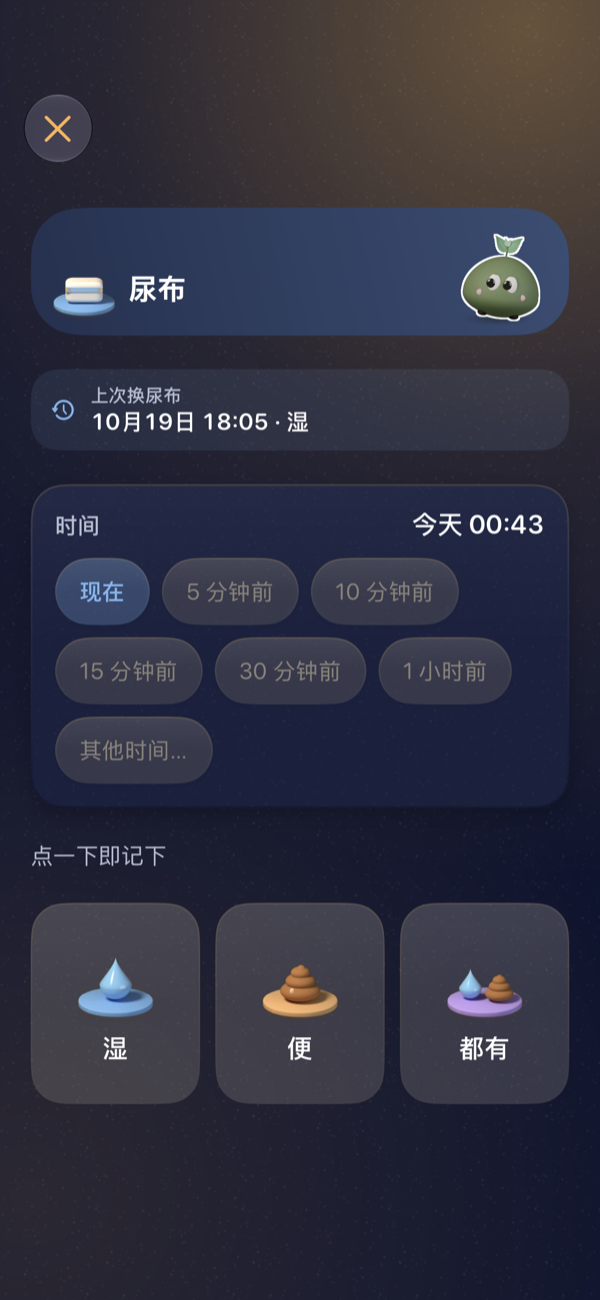 尿布
上次换尿布
10月19日 18:05 · 湿
时间
今天 00:43
现在
5 分钟前
10 分钟前
15 分钟前
30 分钟前
1 小时前
其他时间...
点一下即记下
湿
便
都有